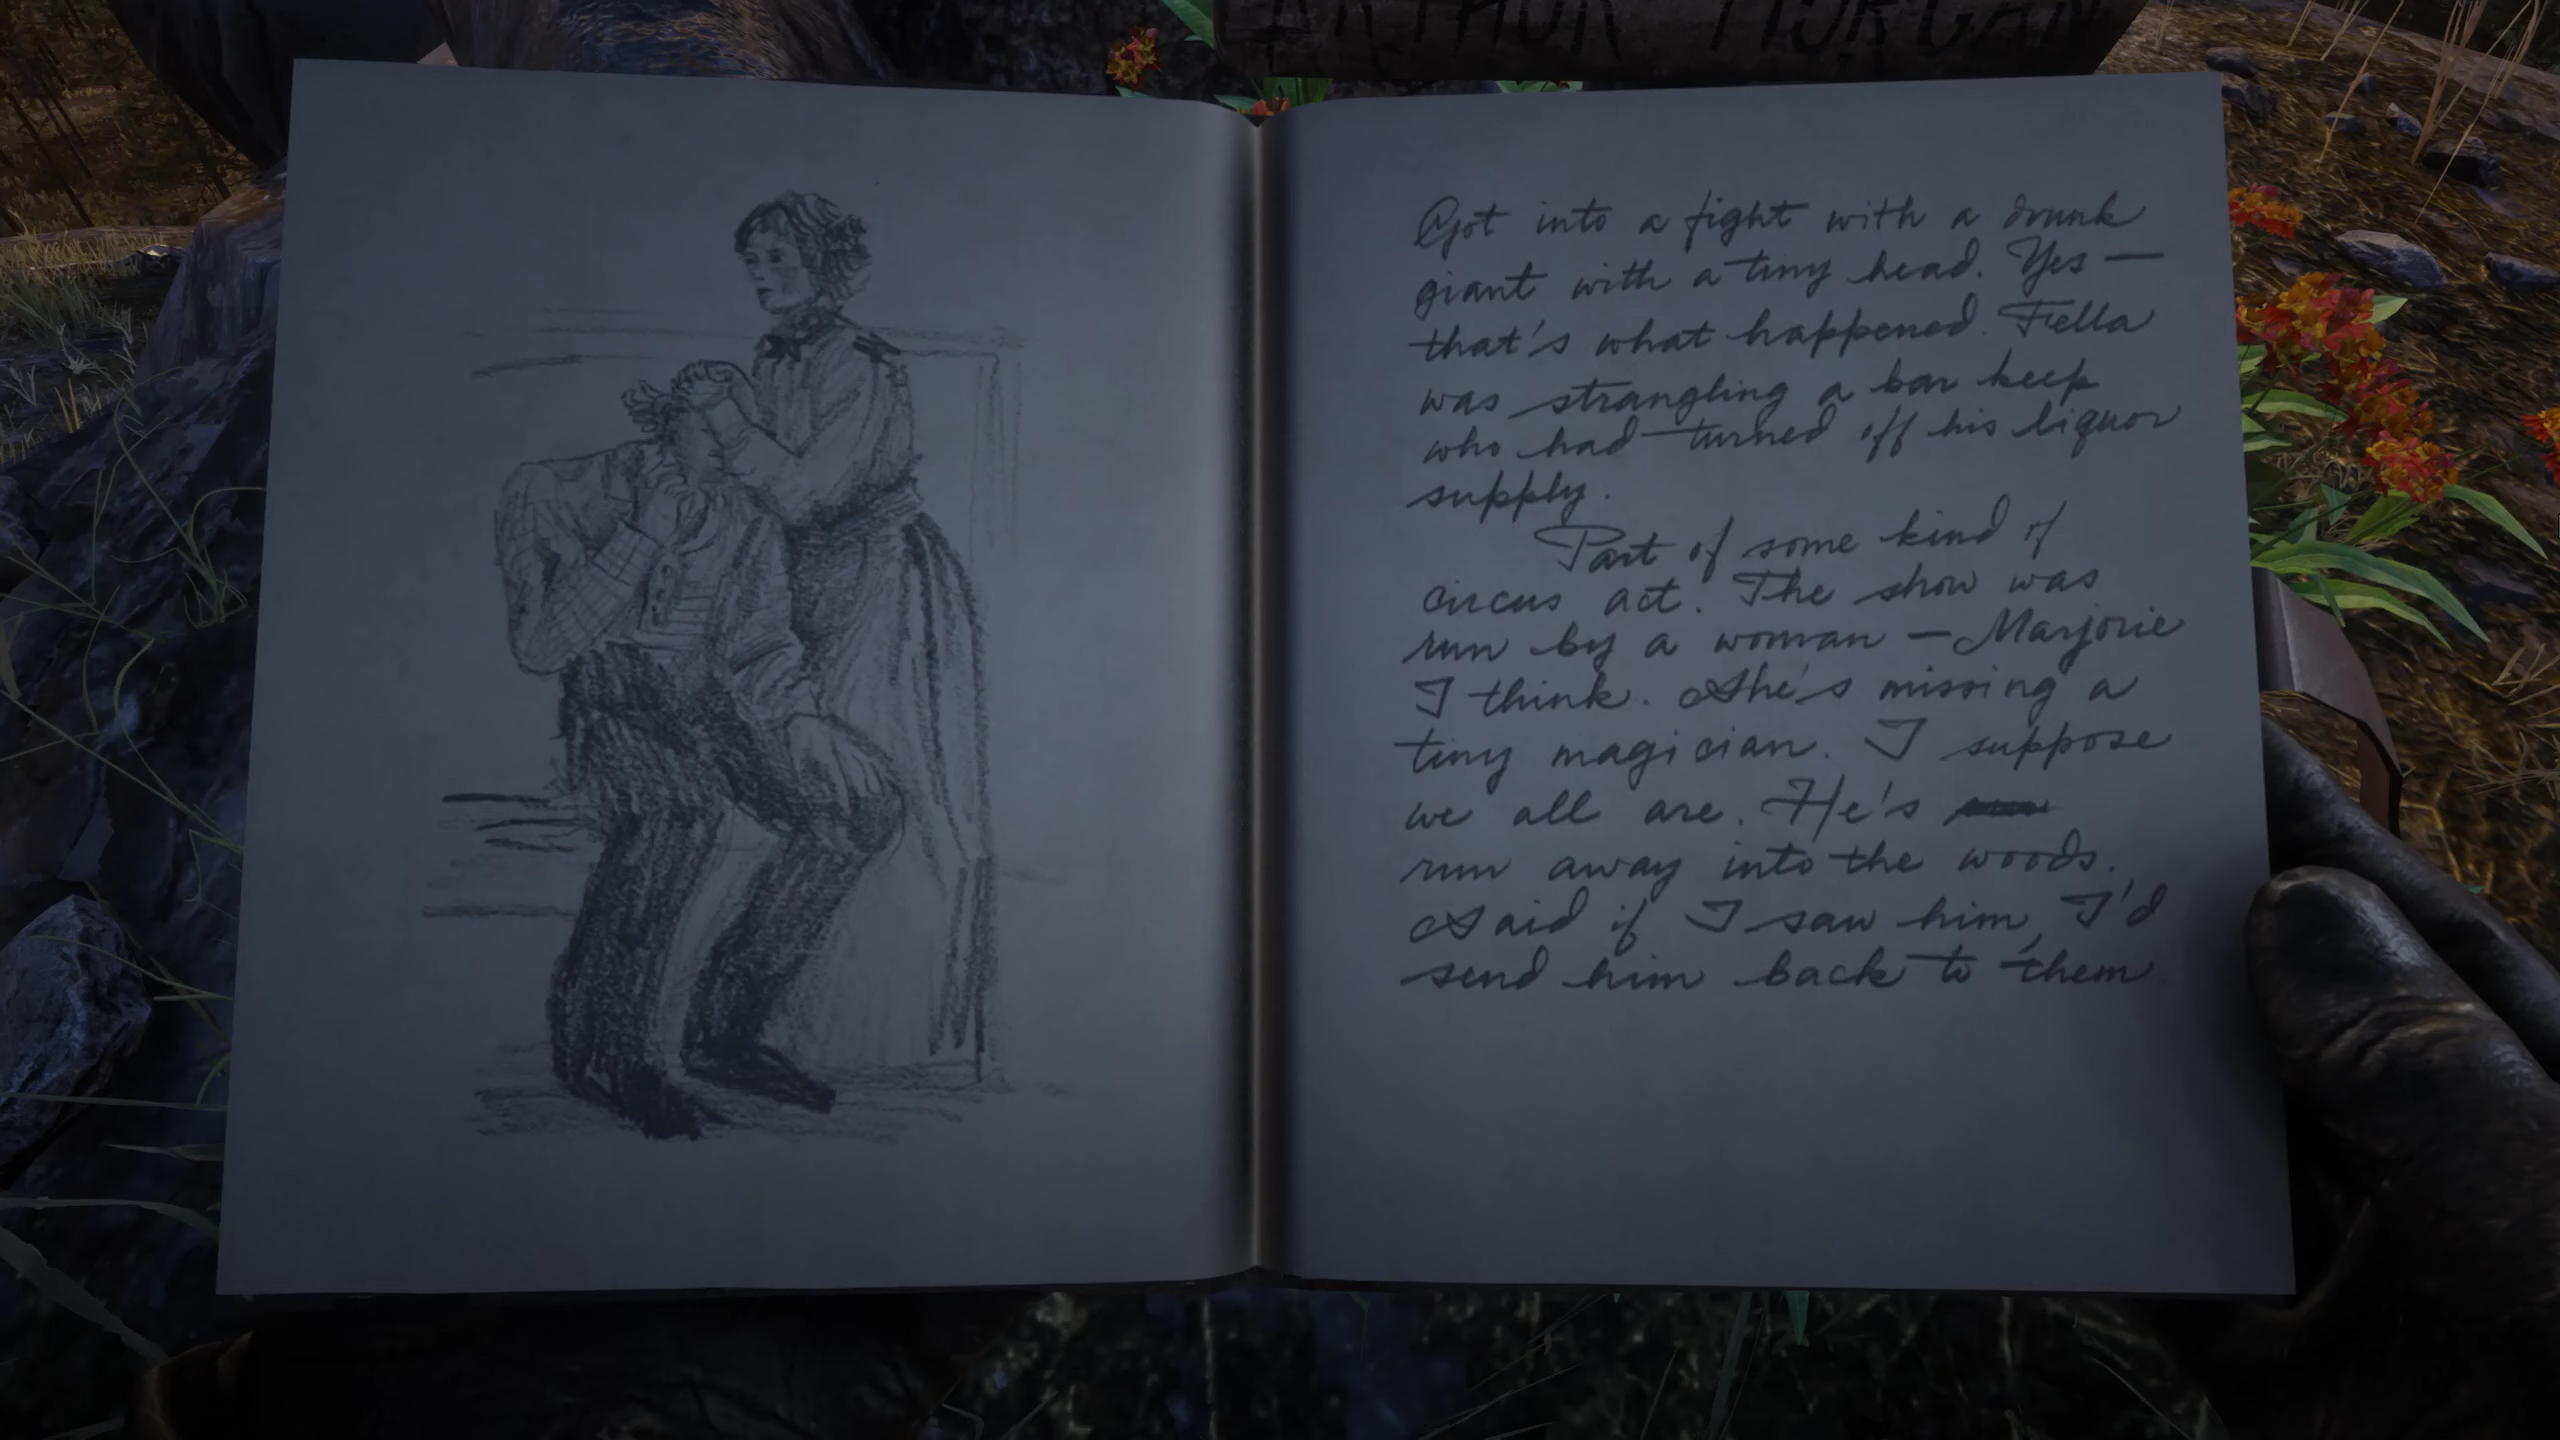 ARTHUR MORGAN
Got into a fight with a drunk
giant with a tiny head. Yes —
that's what happened. Fella
was strangling a bar keep
who had turned off his liquor
supply.
Part of some kind of
circus act. The show was
run by a woman — Marjorie
I think. She's missing a
tiny magician. I suppose
we all are. He's
run away into the woods.
Said if I saw him, I'd
send him back to them